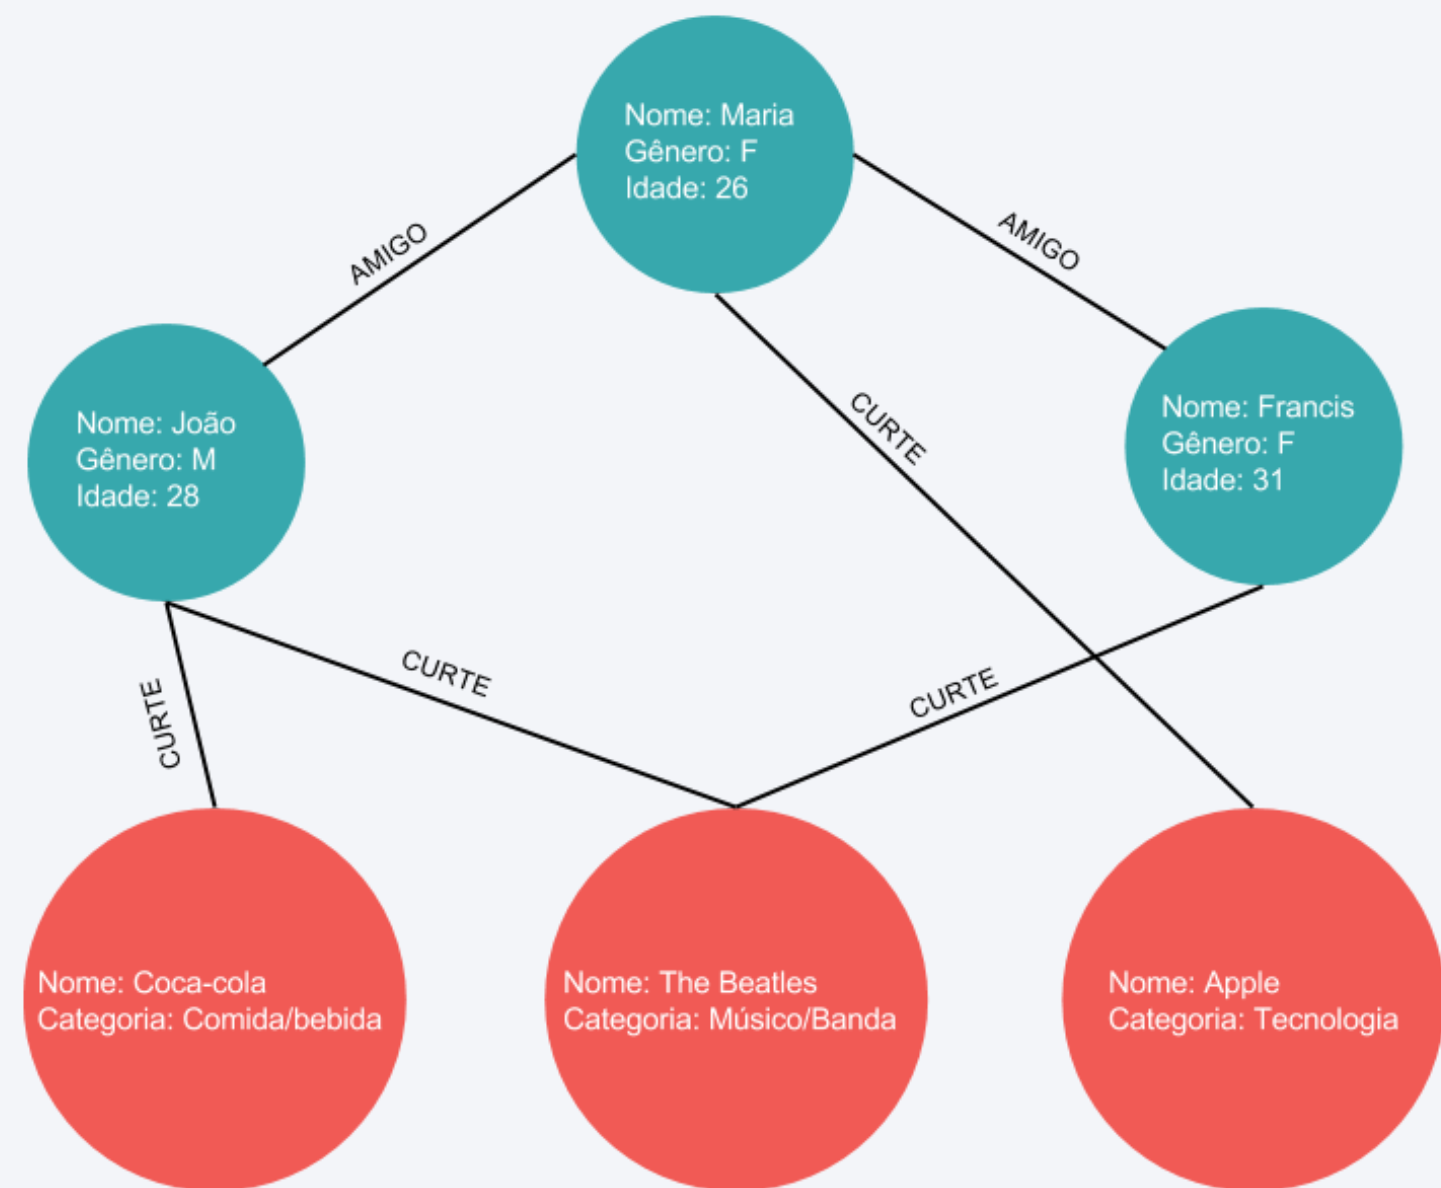 Nome: Maria
Gênero: F
Idade: 26
AMIGO
AMIGO
Nome: João
Gênero: M
Idade: 28
Nome: Francis
Gênero: F
Idade: 31
CURTE
CURTE
CURTE
CURTE
Nome: Coca-cola
Categoria: Comida/bebida
Nome: The Beatles
Categoria: Músico/Banda
Nome: Apple
Categoria: Tecnologia